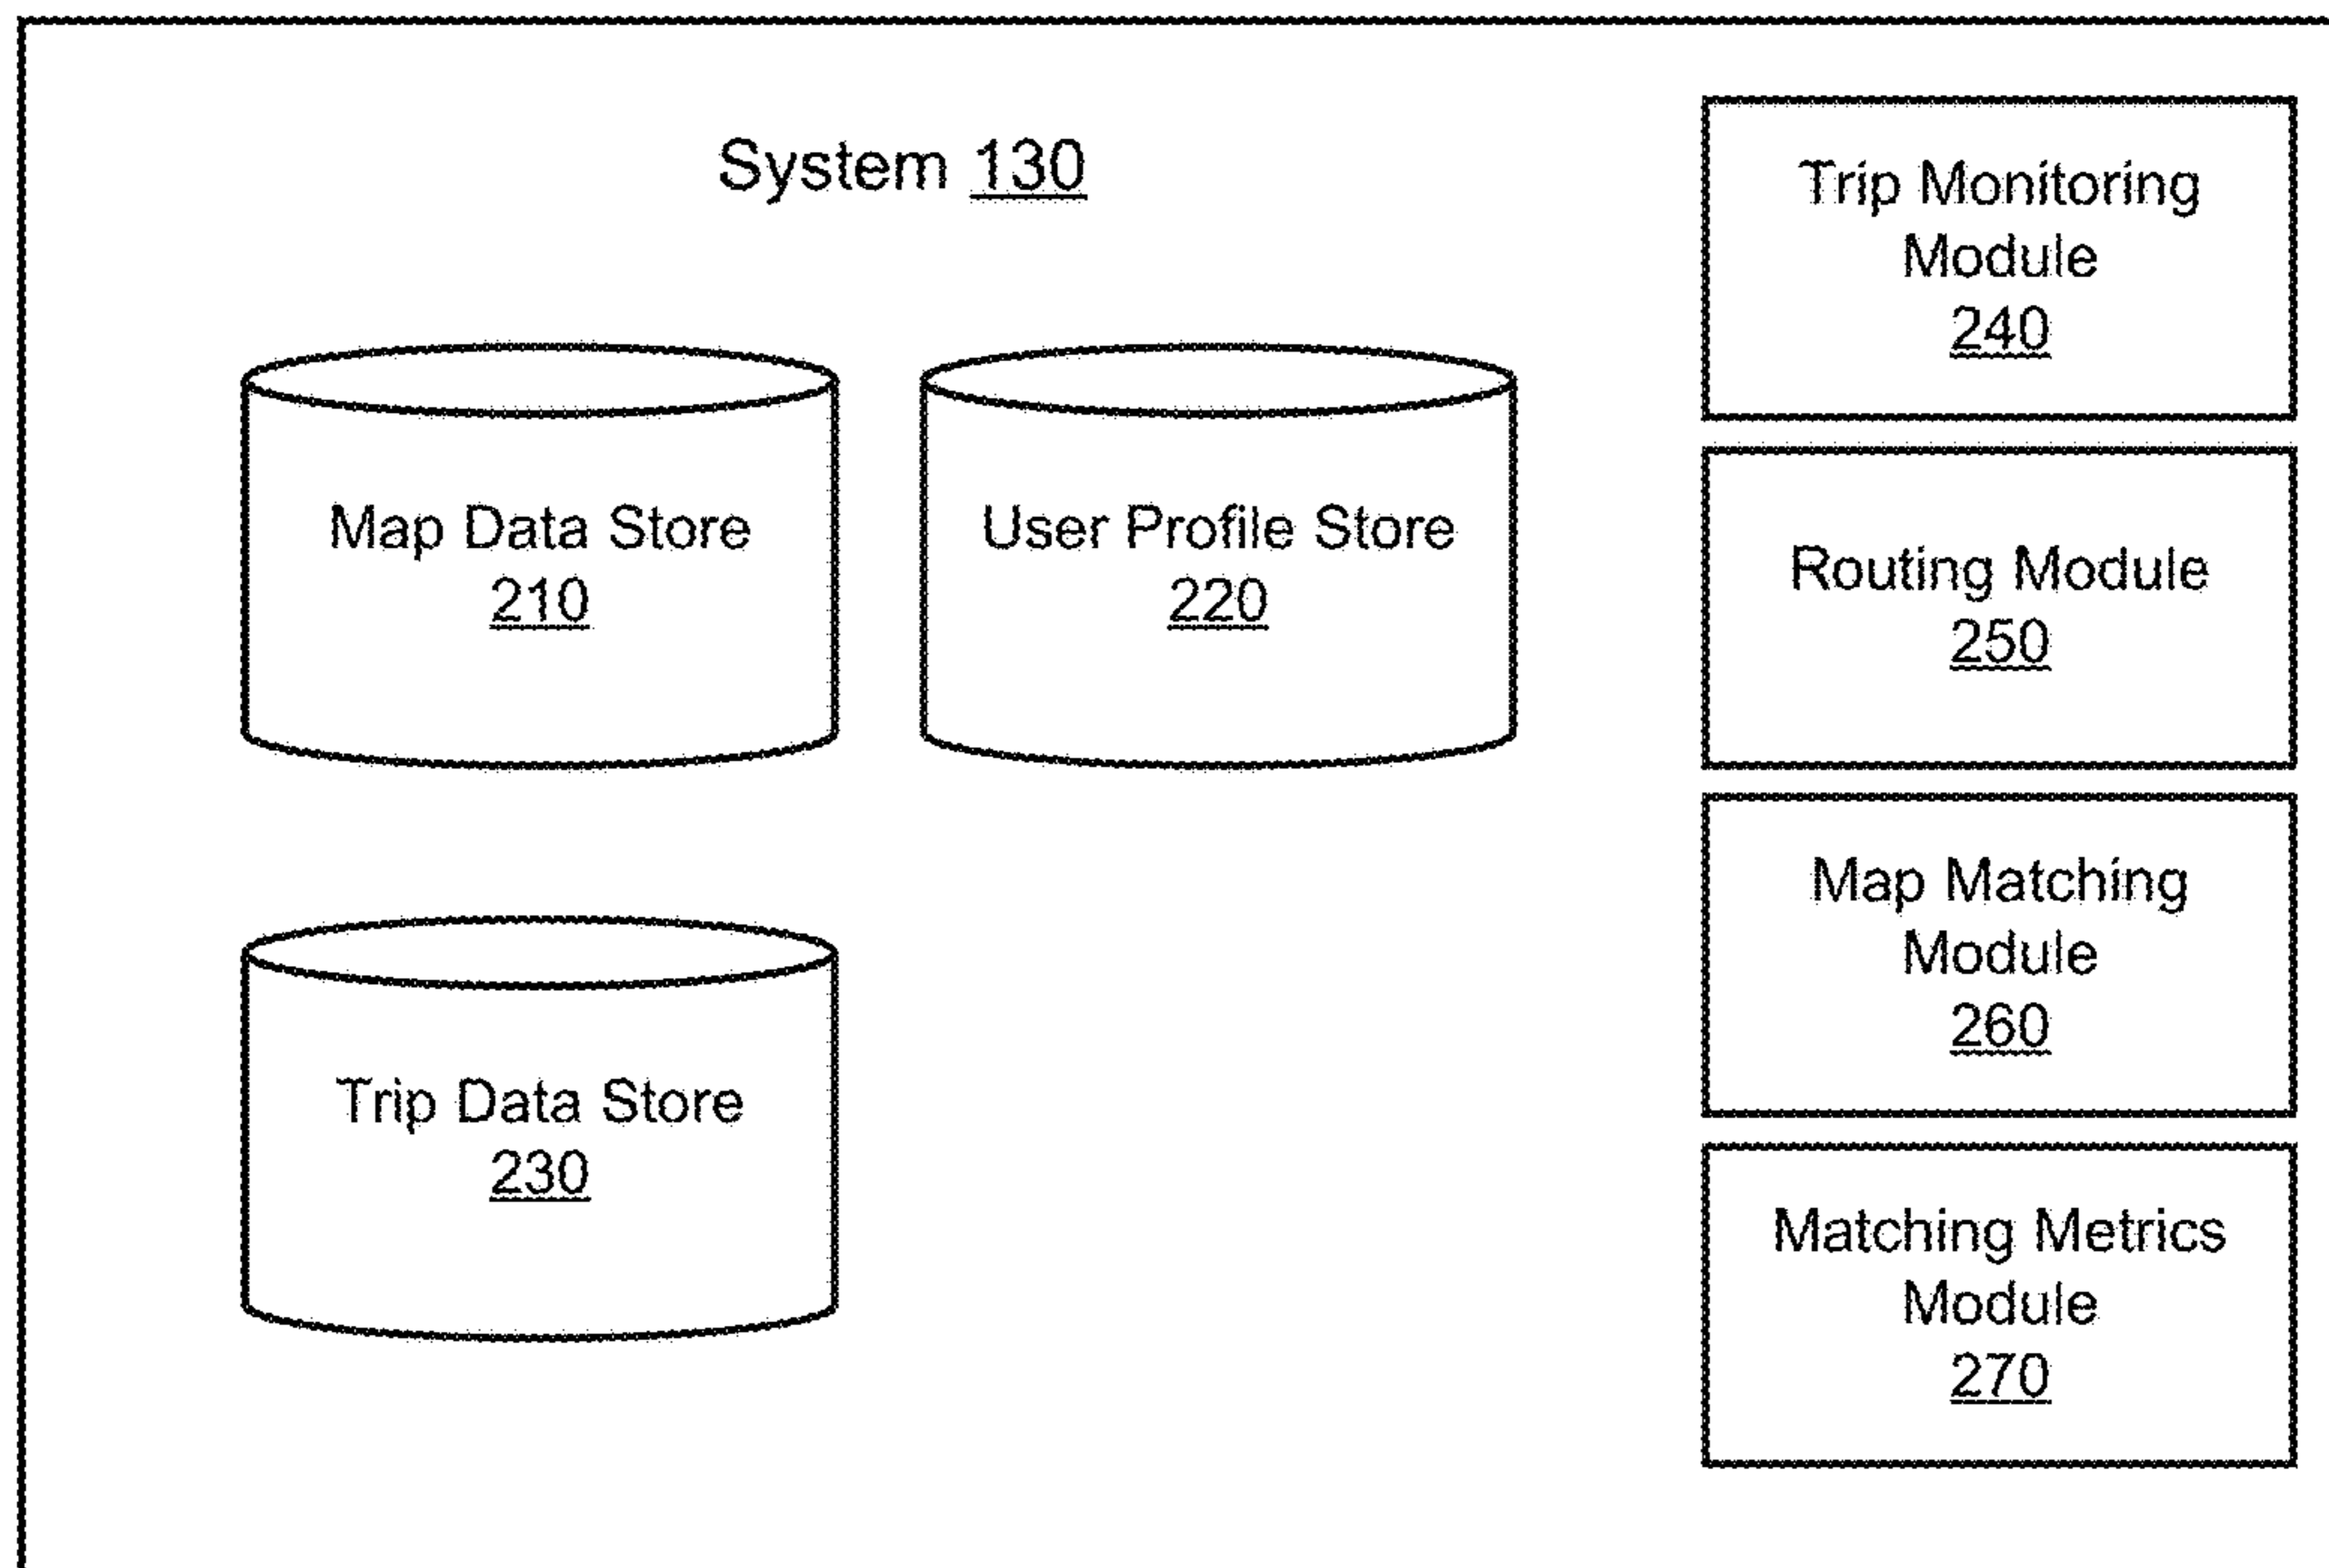 System 130
Map Data Store
210
User Profile Store
220
Trip Data Store
230
Trip Monitoring
Module
240
Routing Module
250
Map Matching
Module
260
Matching Metrics
Module
270